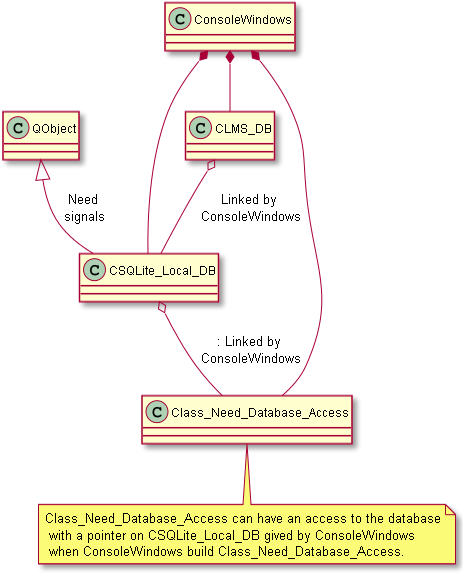 C ConsoleWindows
C QObject
C CLMS_DB
Need
signals
Linked by
ConsoleWindows
C CSQLite_Local_DB
: Linked by
ConsoleWindows
C Class_Need_Database_Access
Class_Need_Database_Access can have an access to the database
with a pointer on CSQLite_Local_DB gived by ConsoleWindows
when ConsoleWindows build Class_Need_Database_Access.